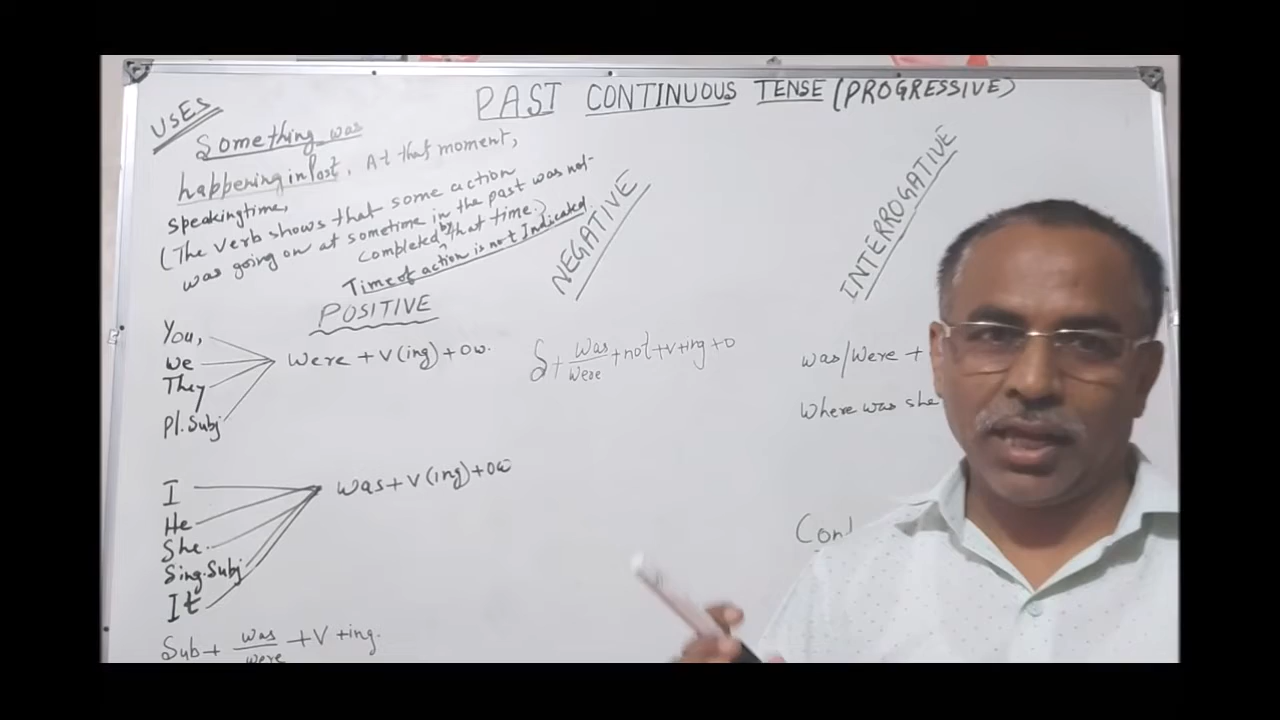 PAST CONTINUOUS TENSE (PROGRESSIVE)
USES
Something was
happening in Past, At that moment,
speaking time,
(The verb shows that some action
was going on at sometime in the past was not
completed by that time.)
Time of action is not Indicated.
POSITIVE
You,
We
They
Pl. Subj
Were + V (ing) + ow.
I
He
She
Sing. Subj
It
was + V (ing) + ow
Sub + was/were + V + ing.
NEGATIVE
S + was/were + not + V + ing + O
INTERROGATIVE
was/were +
Where was she
Cont